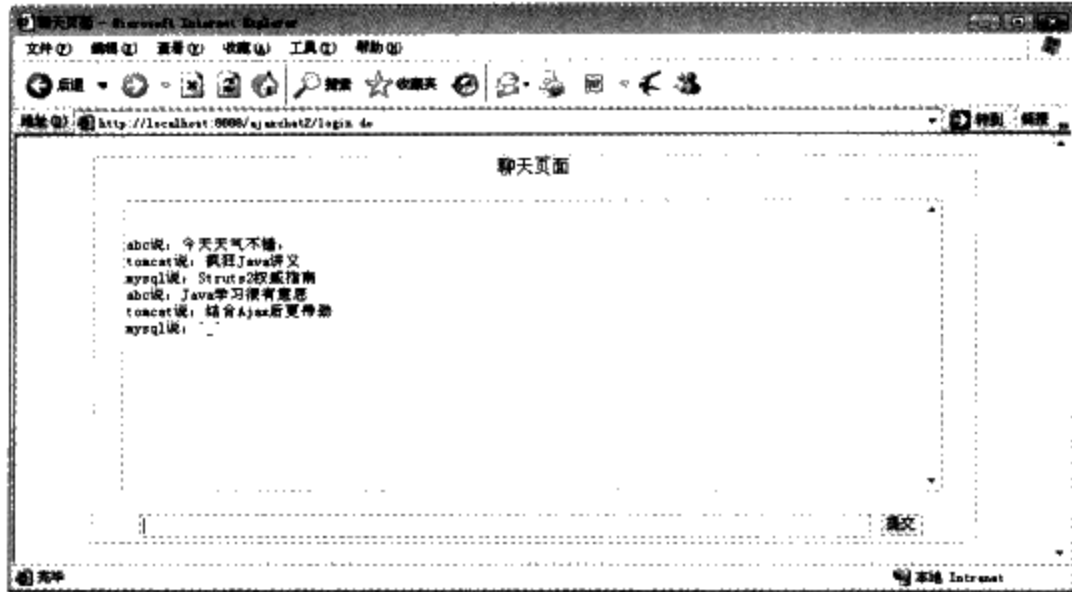 聊天页面 - Microsoft Internet Explorer
文件(F) 编辑(E) 查看(V) 收藏(A) 工具(T) 帮助(H)
后退 搜索 收藏夹
地址(D) http://localhost:8888/ajaxchat2/login.do 转到 链接
聊天页面
abc说：今天天气不错，
tomcat说：疯狂Java讲义
mysql说：Struts2权威指南
abc说：Java学习很有意思
tomcat说：结合Ajax后更带劲
mysql说：^_^
提交
完毕 本地 Intranet